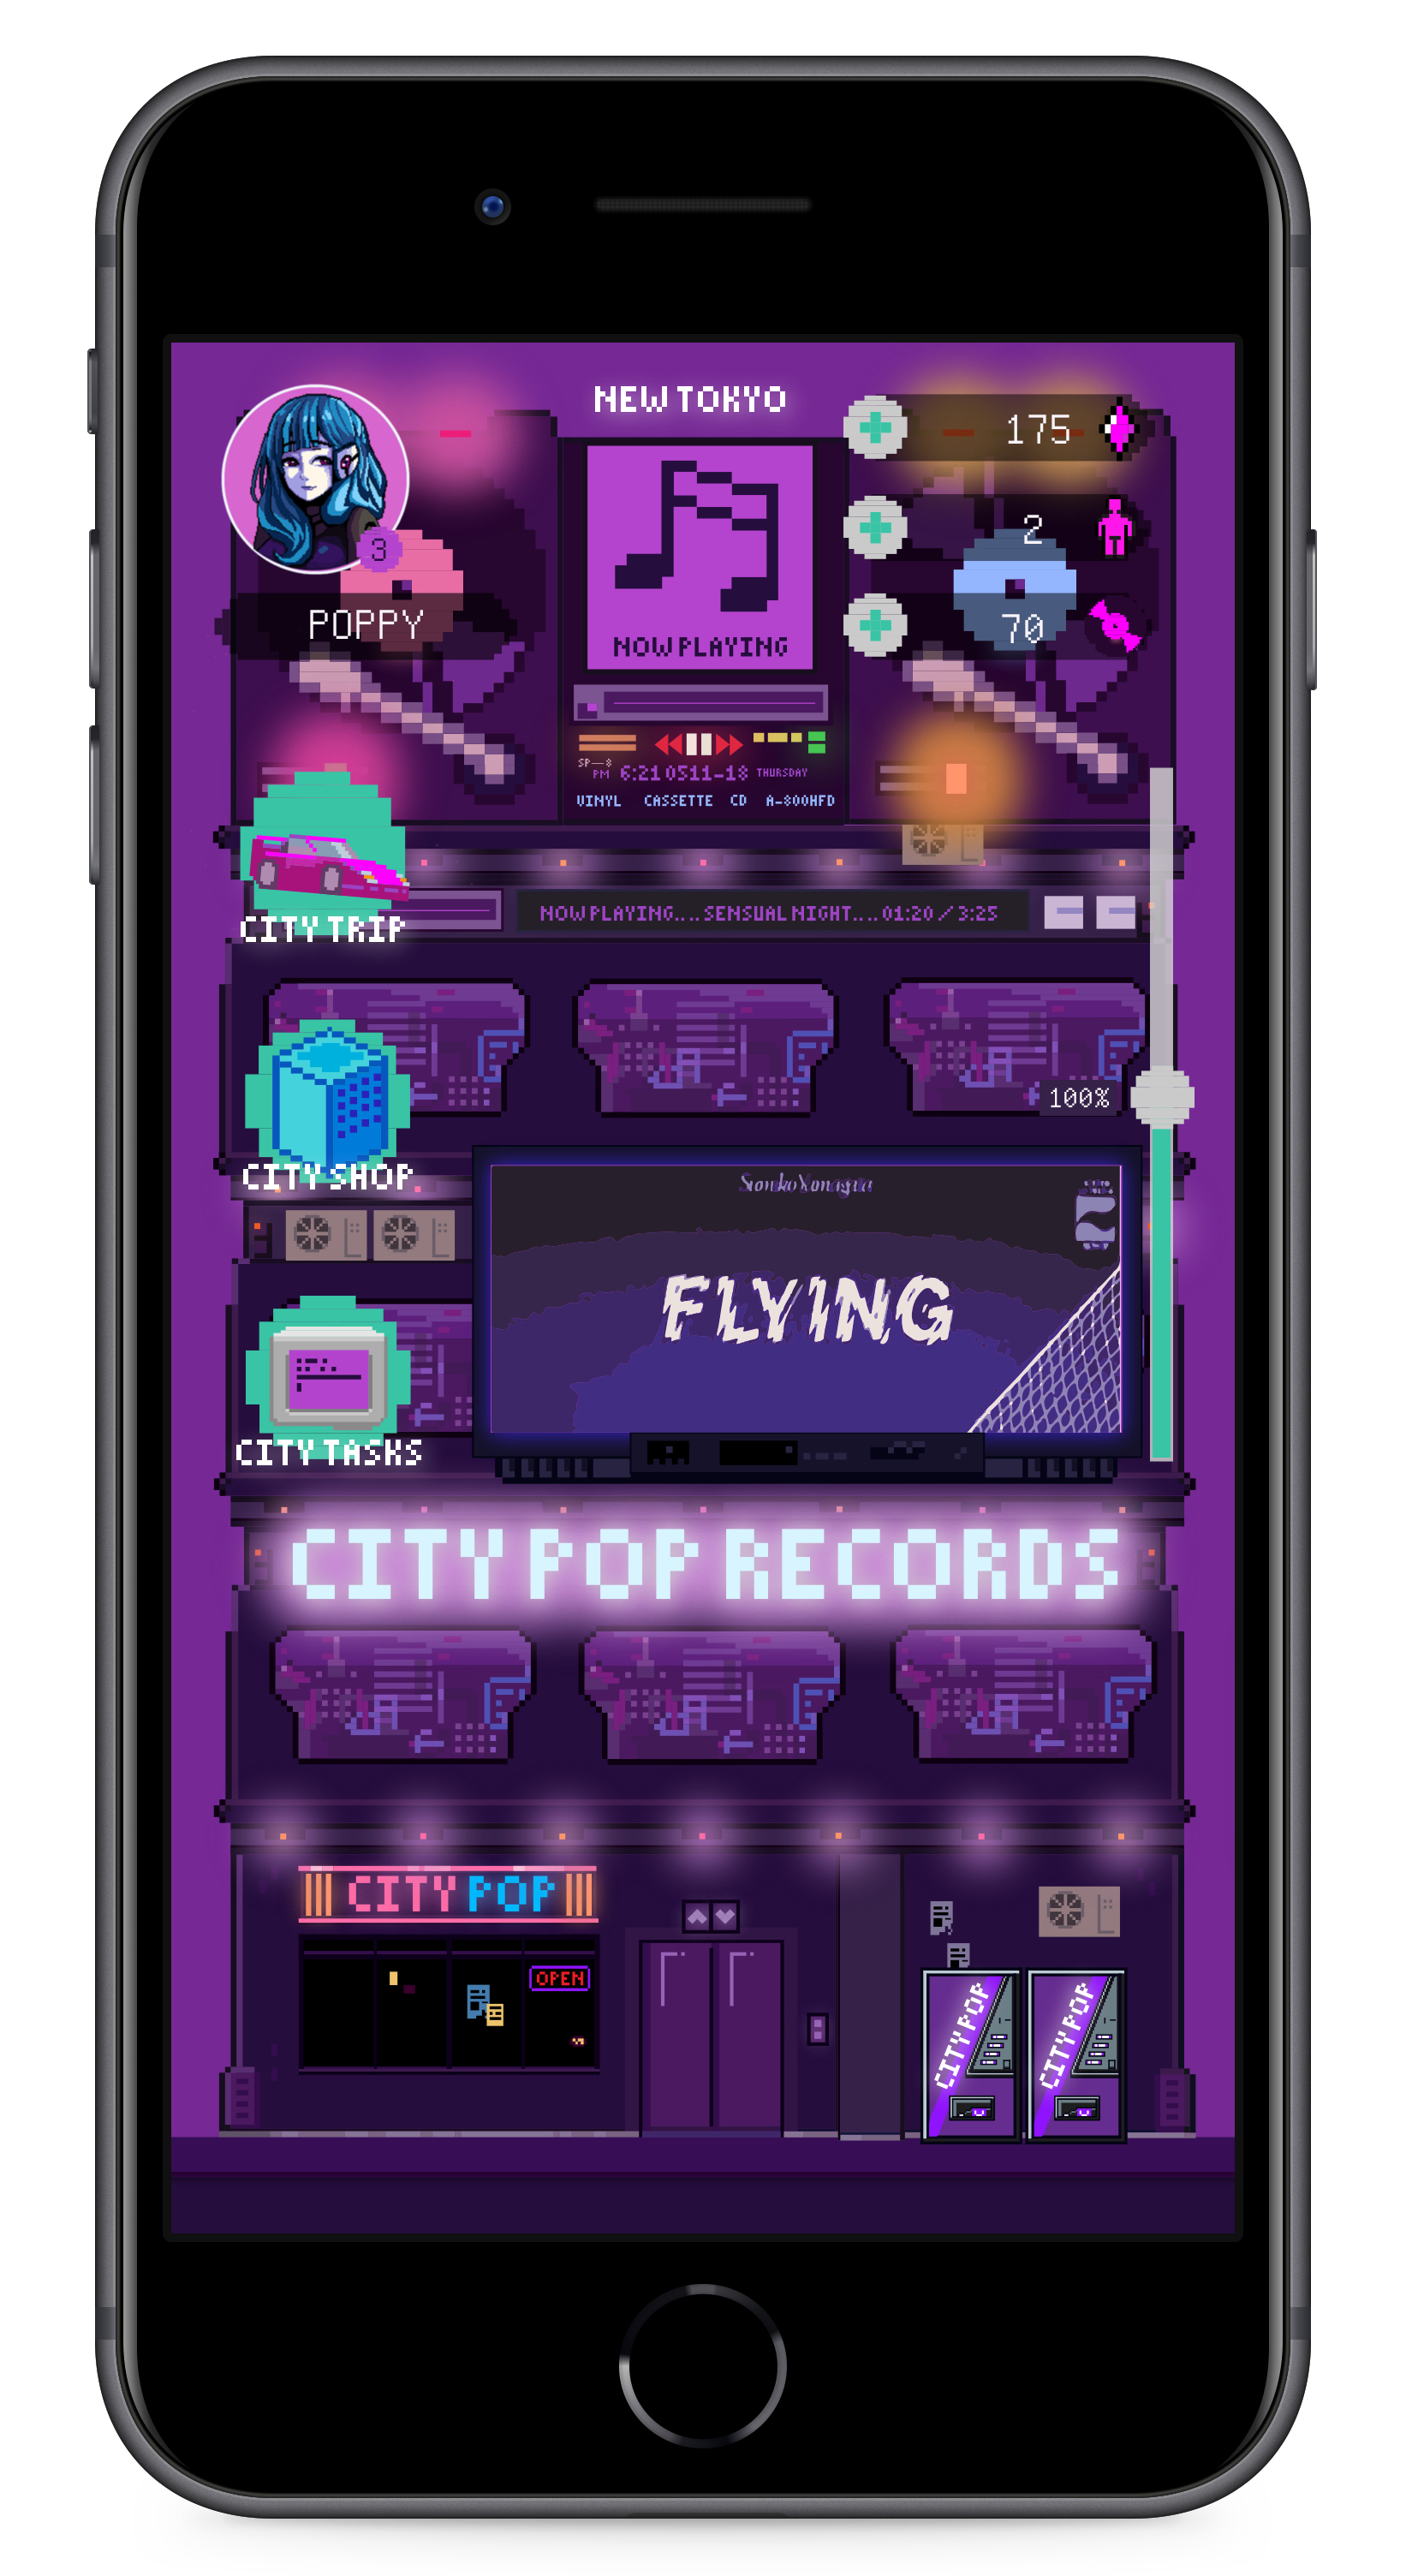 NEW TOKYO
175
2
3
70
POPPY
NOW PLAYING
SP—8
PM 6:21 0511-18 THURSDAY
VINYL CASSETTE CD A-800HFD
NOW PLAYING.... SENSUAL NIGHT.... 01:20 / 3:25
CITY TRIP
100%
CITY SHOP
FLYING
CITY TASKS
CITY POP RECORDS
CITY POP
OPEN
CITY POP
CITY POP